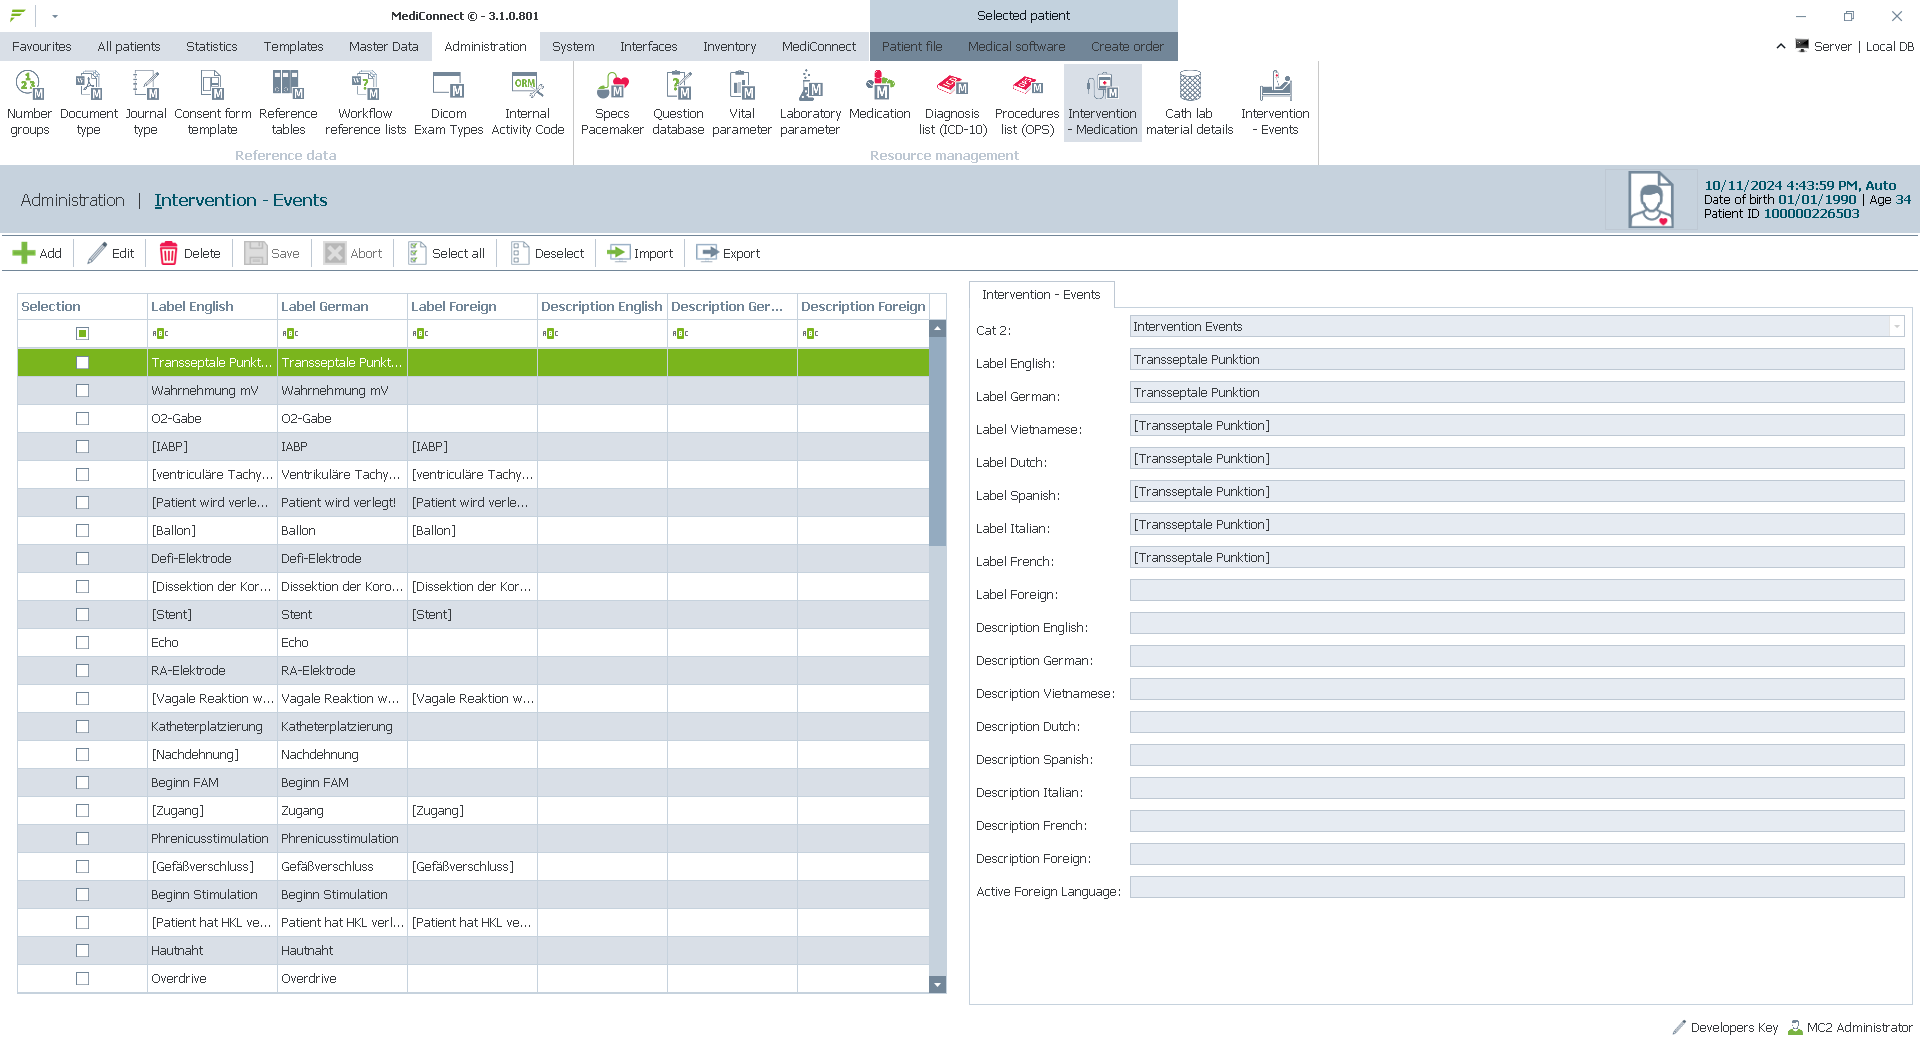 MediConnect © - 3.1.0.801
Selected patient
Favourites All patients Statistics Templates Master Data Administration System Interfaces Inventory MediConnect Patient file Medical software Create order
Server | Local DB
Number groups
Document type
Journal type
Consent form template
Reference tables
Workflow reference lists
Dicom Exam Types
Internal Activity Code
Specs Pacemaker
Question database
Vital parameter
Laboratory parameter
Medication
Diagnosis list (ICD-10)
Procedures list (OPS)
Intervention - Medication
Cath lab material details
Intervention - Events
Reference data
Resource management
Administration | Intervention - Events
10/11/2024 4:43:59 PM, Auto
Date of birth 01/01/1990 | Age 34
Patient ID 100000226503
Add Edit Delete Save Abort Select all Deselect Import Export
Selection Label English Label German Label Foreign Description English Description Ger... Description Foreign
Transseptale Punkt... Transseptale Punkt...
Wahrnehmung mV Wahrnehmung mV
O2-Gabe O2-Gabe
[IABP] IABP [IABP]
[ventriculäre Tachy... Ventrikuläre Tachy... [ventriculäre Tachy...
[Patient wird verle... Patient wird verlegt! [Patient wird verle...
[Ballon] Ballon [Ballon]
Defi-Elektrode Defi-Elektrode
[Dissektion der Kor... Dissektion der Koro... [Dissektion der Kor...
[Stent] Stent [Stent]
Echo Echo
RA-Elektrode RA-Elektrode
[Vagale Reaktion w... Vagale Reaktion w... [Vagale Reaktion w...
Katheterplatzierung Katheterplatzierung
[Nachdehnung] Nachdehnung
Beginn FAM Beginn FAM
[Zugang] Zugang [Zugang]
Phrenicusstimulation Phrenicusstimulation
[Gefäßverschluss] Gefäßverschluss [Gefäßverschluss]
Beginn Stimulation Beginn Stimulation
[Patient hat HKL ve... Patient hat HKL verl... [Patient hat HKL ve...
Hautnaht Hautnaht
Overdrive Overdrive
Intervention - Events
Cat 2: Intervention Events
Label English: Transseptale Punktion
Label German: Transseptale Punktion
Label Vietnamese: [Transseptale Punktion]
Label Dutch: [Transseptale Punktion]
Label Spanish: [Transseptale Punktion]
Label Italian: [Transseptale Punktion]
Label French: [Transseptale Punktion]
Label Foreign:
Description English:
Description German:
Description Vietnamese:
Description Dutch:
Description Spanish:
Description Italian:
Description French:
Description Foreign:
Active Foreign Language:
Developers Key MC2 Administrator